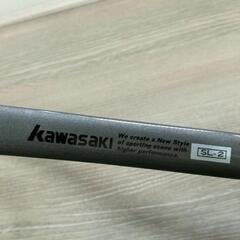 Kawasaki
We create a New Style
of sporting scene with
higher performance.
SL-2